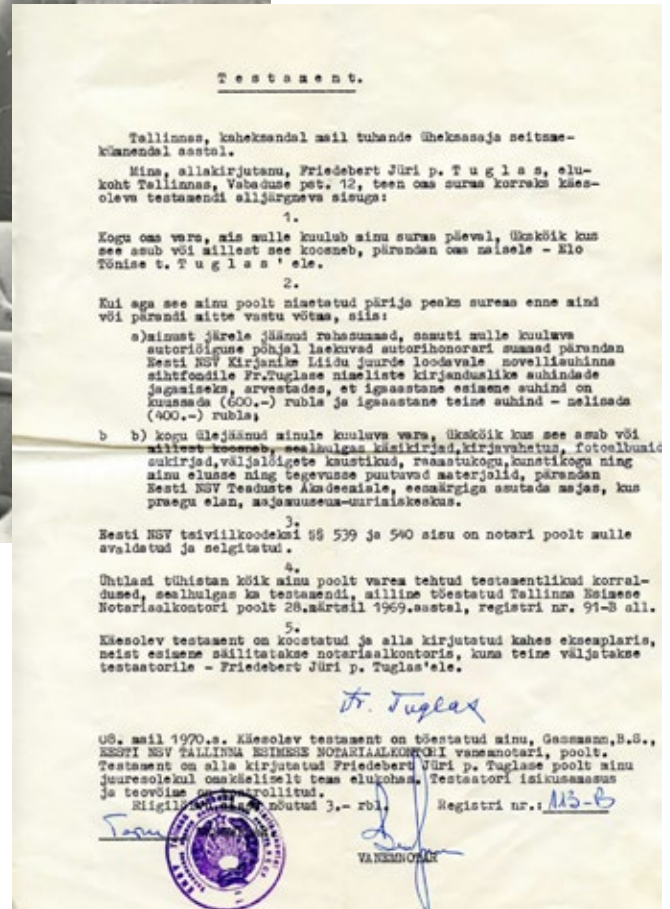 Testament.
Tallinnas, kaheksandal mail tuhande üheksasaja seitsme-
kümnendal aastal.
Mina, allakirjutanu, Friedebert Jüri p. Tuglas, elu-
koht Tallinnas, Vabaduse pst. 12, teen oma surma korraks käes-
oleva testamendi alljärgneva sisuga:
1.
Kogu oma vara, mis mulle kuulub minu surma päeval, ükskõik kus
see asub või millest see koosneb, pärandan oma naisele - Elo
Tõnise t. Tuglas'ele.
2.
Kui aga see minu poolt nimetatud pärija peaks surema enne mind
või pärandi mitte vastu võtma, siis:
a)minust järele jäänud rahasummad, samuti mulle kuuluva
autoriõiguse põhjal laekuvad autorihonorari summad pärandan
Eesti NSV Kirjanike Liidu juurde loodavale novelliauhinna
sihtfondile Fr.Tuglase nimeliste kirjanduslike auhindade
jagamiseks, arvestades, et igaaastane esimene auhind on
kuussada (600.-) rubla ja igaaastane teine auhind - nelisada
(400.-) rubla;
b b) kogu ülejäänud minule kuuluva vara, ükskõik kus see asub või
millest koosneb, sealhulgas käsikirjad,kirjavahetus, fotoalbumid
sukirjad,väljalõigete kaustikud, raamatukogu,kunstikogu ning
minu elusse ning tegevusse puutuvad materjalid, pärandan
Eesti NSV Teaduste Akadeemiale, eesmärgiga asutada majas, kus
praegu elan, majamuuseum-uurimiskeskus.
3.
Eesti NSV tsiviilkoodeksi §§ 539 ja 540 sisu on notari poolt mulle
avaldatud ja selgitatud.
4.
Ühtlasi tühistan kõik minu poolt varem tehtud testamentlikud korral-
dused, sealhulgas ka testamendi, milline tõestatud Tallinna Esimese
Notariaalkontori poolt 28.märtsil 1969.aastal, registri nr. 91-B all.
5.
Käesolev testament on koostatud ja alla kirjutatud kahes eksemplaris,
neist esimene säilitatakse notariaalkontoris, kuna teine väljatakse
testaatorile - Friedebert Jüri p. Tuglas'ele.
Fr. Tuglas
08. mail 1970.a. Käesolev testament on tõestatud minu, Gassmann,B.S.,
EESTI NSV TALLINNA ESIMESE NOTARIAALKONTORI vanemnotari, poolt.
Testament on alla kirjutatud Friedebert Jüri p. Tuglase poolt minu
juuresolekul omakäeliselt tema elukohas. Testaatori isikusamasus
ja teovõime on kontrollitud.
nõutud 3.- rbl. Registri nr.: 113-B
VANEMNOTAR